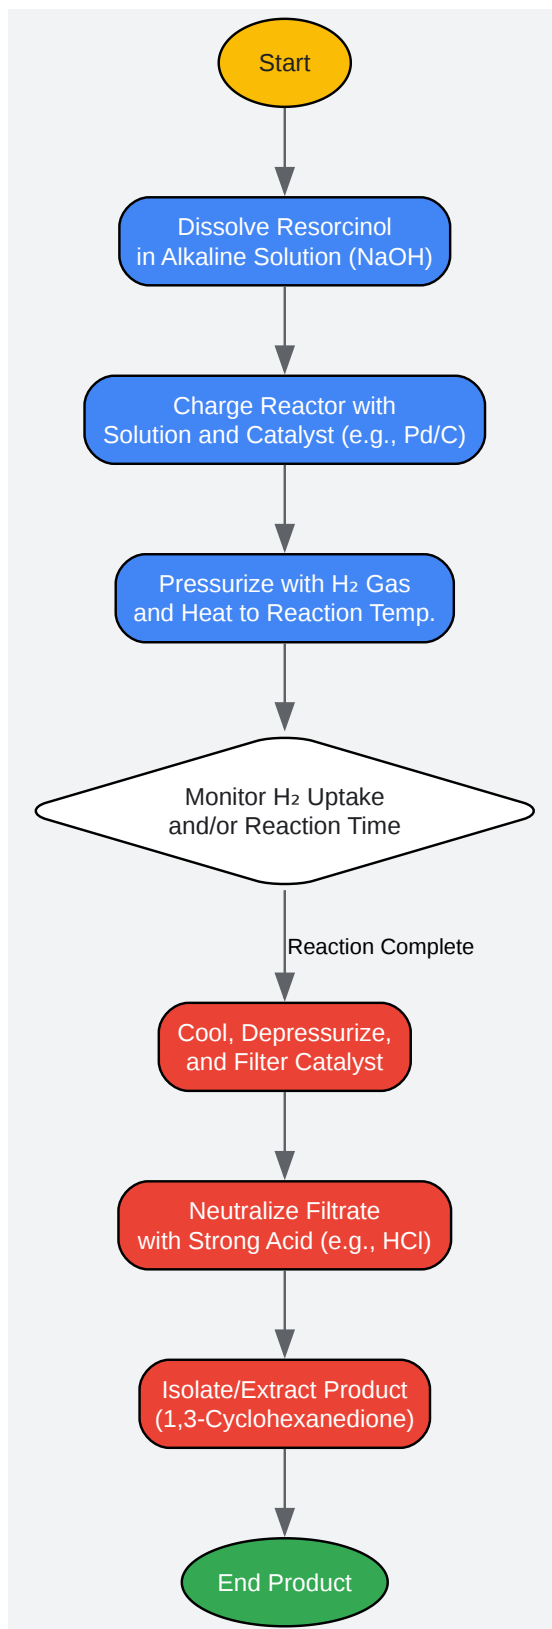 Start
Dissolve Resorcinol
in Alkaline Solution (NaOH)
Charge Reactor with
Solution and Catalyst (e.g., Pd/C)
Pressurize with H₂ Gas
and Heat to Reaction Temp.
Monitor H₂ Uptake
and/or Reaction Time
Reaction Complete
Cool, Depressurize,
and Filter Catalyst
Neutralize Filtrate
with Strong Acid (e.g., HCl)
Isolate/Extract Product
(1,3-Cyclohexanedione)
End Product